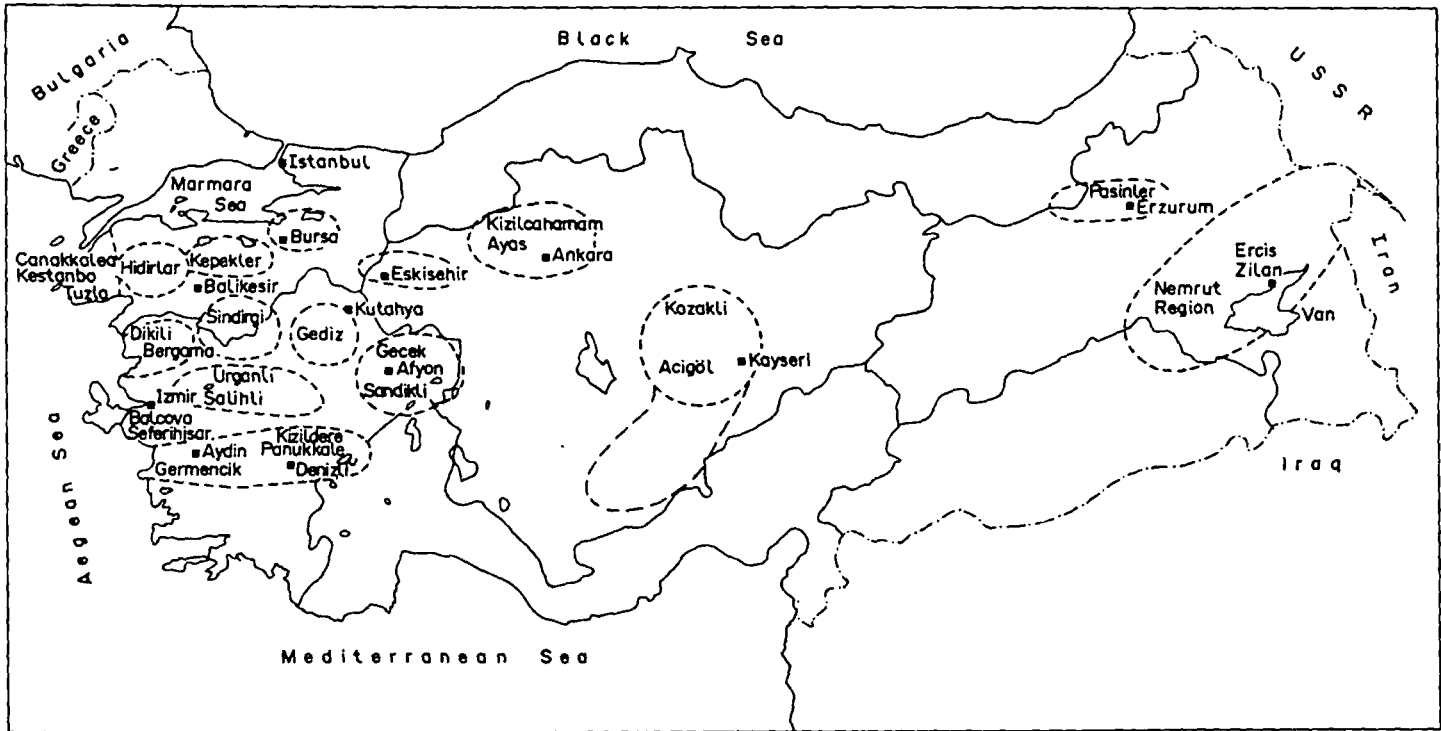 Black Sea
Bulgaria
USSR
Greece
Istanbul
Marmara
Sea
Bursa
Kizilcahamam
Ayas
Ankara
Pasinler
Erzurum
Canakkalea
Kestanbo
Tuzla
Hidirlar
Kepekler
Balikesir
Eskisehir
Iran
Ercis
Zilan
Nemrut
Region
Van
Sindirgi
Kutahya
Gediz
Dikili
Bergama
Kozakli
Acigöl
Kayseri
Gecek
Afyon
Sandikli
Urganli
Salihli
Izmir
Balcova
Seferihisar
Kizildere
Panukkale
Aydin
Denizli
Germencik
Aegean Sea
Iraq
Mediterranean Sea